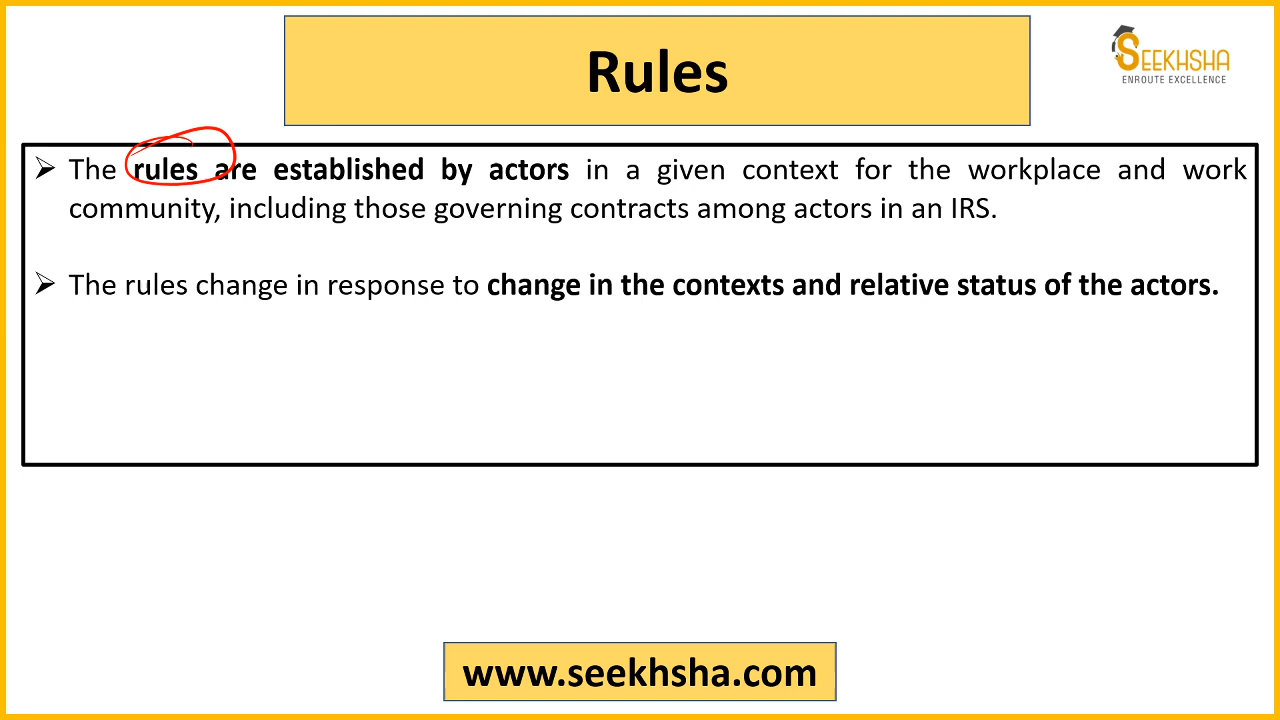 Rules
SEEKHSHA
ENROUTE EXCELLENCE
➢ The rules are established by actors in a given context for the workplace and work
community, including those governing contracts among actors in an IRS.
➢ The rules change in response to change in the contexts and relative status of the actors.
www.seekhsha.com